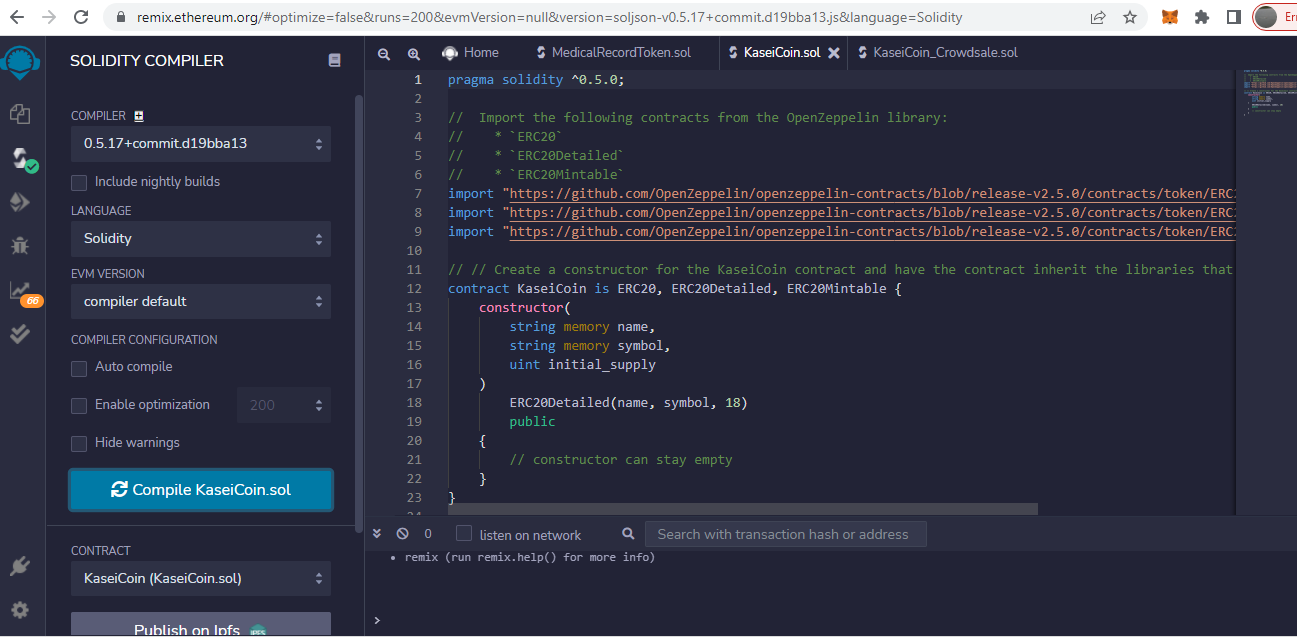 remix.ethereum.org/#optimize=false&runs=200&evmVersion=null&version=soljson-v0.5.17+commit.d19bba13.js&language=Solidity
SOLIDITY COMPILER
COMPILER
0.5.17+commit.d19bba13
Include nightly builds
LANGUAGE
Solidity
EVM VERSION
compiler default
66
COMPILER CONFIGURATION
Auto compile
Enable optimization
200
Hide warnings
Compile KaseiCoin.sol
CONTRACT
KaseiCoin (KaseiCoin.sol)
Publish on Ipfs
IPFS
Home
MedicalRecordToken.sol
KaseiCoin.sol
KaseiCoin_Crowdsale.sol
1 pragma solidity ^0.5.0;
2
3 //  Import the following contracts from the OpenZeppelin library:
4 //    * `ERC20`
5 //    * `ERC20Detailed`
6 //    * `ERC20Mintable`
7 import "https://github.com/OpenZeppelin/openzeppelin-contracts/blob/release-v2.5.0/contracts/token/ERC2
8 import "https://github.com/OpenZeppelin/openzeppelin-contracts/blob/release-v2.5.0/contracts/token/ERC2
9 import "https://github.com/OpenZeppelin/openzeppelin-contracts/blob/release-v2.5.0/contracts/token/ERC2
10
11 // // Create a constructor for the KaseiCoin contract and have the contract inherit the libraries that
12 contract KaseiCoin is ERC20, ERC20Detailed, ERC20Mintable {
13     constructor(
14         string memory name,
15         string memory symbol,
16         uint initial_supply
17     )
18         ERC20Detailed(name, symbol, 18)
19         public
20     {
21         // constructor can stay empty
22     }
23 }
24
0
listen on network
Search with transaction hash or address
• remix (run remix.help() for more info)
>